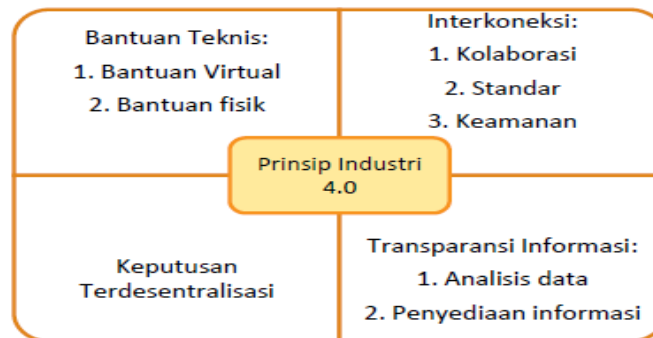 Bantuan Teknis:
1. Bantuan Virtual
2. Bantuan fisik
Interkoneksi:
1. Kolaborasi
2. Standar
3. Keamanan
Prinsip Industri
4.0
Keputusan
Terdesentralisasi
Transparansi Informasi:
1. Analisis data
2. Penyediaan informasi